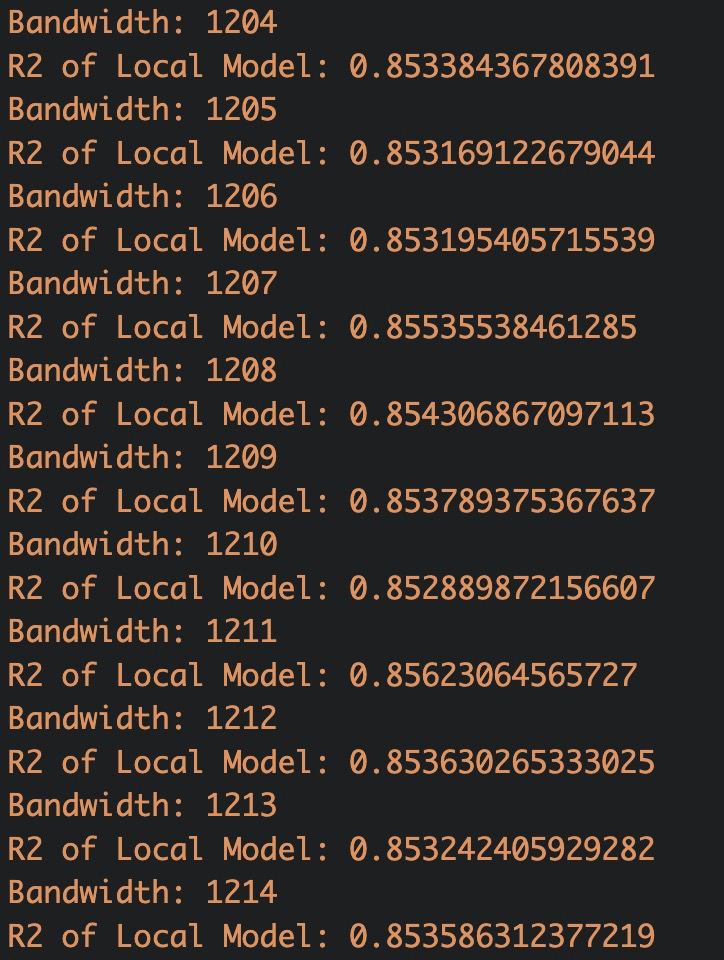 Bandwidth: 1204
R2 of Local Model: 0.853384367808391
Bandwidth: 1205
R2 of Local Model: 0.853169122679044
Bandwidth: 1206
R2 of Local Model: 0.853195405715539
Bandwidth: 1207
R2 of Local Model: 0.85535538461285
Bandwidth: 1208
R2 of Local Model: 0.854306867097113
Bandwidth: 1209
R2 of Local Model: 0.853789375367637
Bandwidth: 1210
R2 of Local Model: 0.852889872156607
Bandwidth: 1211
R2 of Local Model: 0.85623064565727
Bandwidth: 1212
R2 of Local Model: 0.853630265333025
Bandwidth: 1213
R2 of Local Model: 0.853242405929282
Bandwidth: 1214
R2 of Local Model: 0.853586312377219